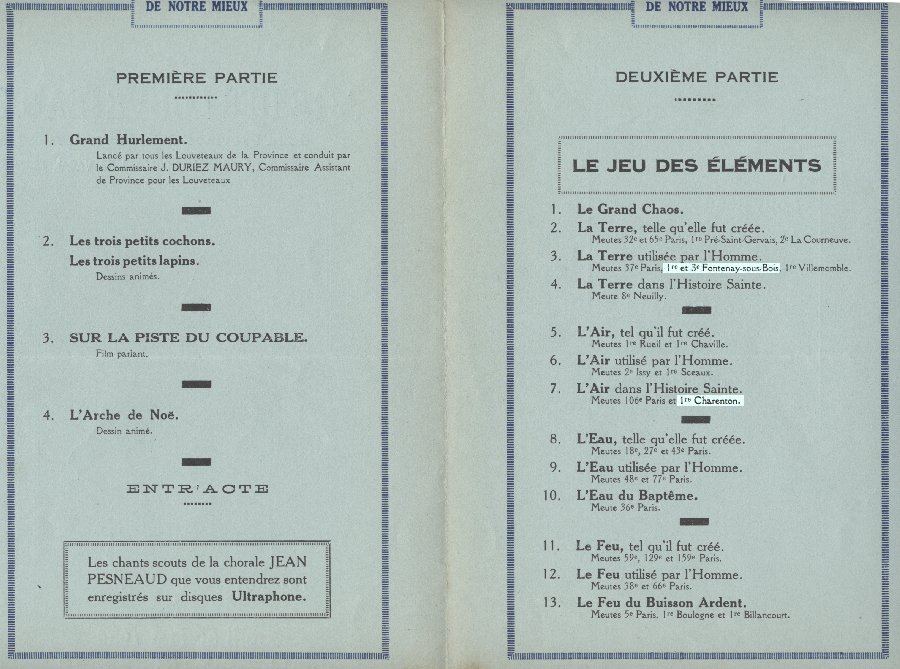 DE NOTRE MIEUX
PREMIÈRE PARTIE
1. Grand Hurlement.
Lancé par tous les Louveteaux de la Province et conduit par
le Commissaire J. DURIEZ MAURY, Commissaire Assistant
de Province pour les Louveteaux
2. Les trois petits cochons.
Les trois petits lapins.
Dessins animés.
3. SUR LA PISTE DU COUPABLE.
Film parlant.
4. L'Arche de Noë.
Dessin animé.
ENTR'ACTE
Les chants scouts de la chorale JEAN
PESNEAUD que vous entendrez sont
enregistrés sur disques Ultraphone.
DE NOTRE MIEUX
DEUXIÈME PARTIE
LE JEU DES ÉLÉMENTS
1. Le Grand Chaos.
2. La Terre, telle qu'elle fut créée.
Meutes 32e et 65e Paris, 1re Pré-Saint-Gervais, 2e La Courneuve.
3. La Terre utilisée par l'Homme.
Meutes 37e Paris, 1re et 3e Fontenay-sous-Bois, 1re Villemomble.
4. La Terre dans l'Histoire Sainte.
Meute 8e Neuilly.
5. L'Air, tel qu'il fut créé.
Meutes 1re Rueil et 1re Chaville.
6. L'Air utilisé par l'Homme.
Meutes 2e Issy et 1re Sceaux.
7. L'Air dans l'Histoire Sainte.
Meutes 106e Paris et 1re Charenton.
8. L'Eau, telle qu'elle fut créée.
Meutes 18e, 27e et 43e Paris.
9. L'Eau utilisée par l'Homme.
Meutes 48e et 77e Paris.
10. L'Eau du Baptême.
Meute 36e Paris.
11. Le Feu, tel qu'il fut créé.
Meutes 59e, 129e et 159e Paris.
12. Le Feu utilisé par l'Homme.
Meutes 38e et 66e Paris.
13. Le Feu du Buisson Ardent.
Meutes 5e Paris, 1re Boulogne et 1re Billancourt.